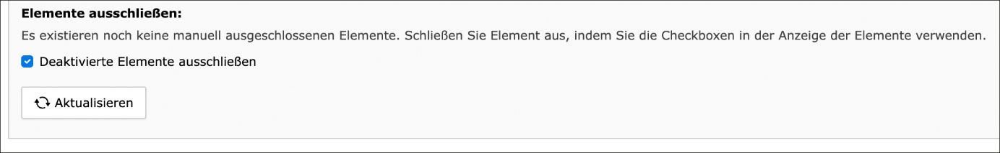 Elemente ausschließen:
Es existieren noch keine manuell ausgeschlossenen Elemente. Schließen Sie Element aus, indem Sie die Checkboxen in der Anzeige der Elemente verwenden.
Deaktivierte Elemente ausschließen
Aktualisieren